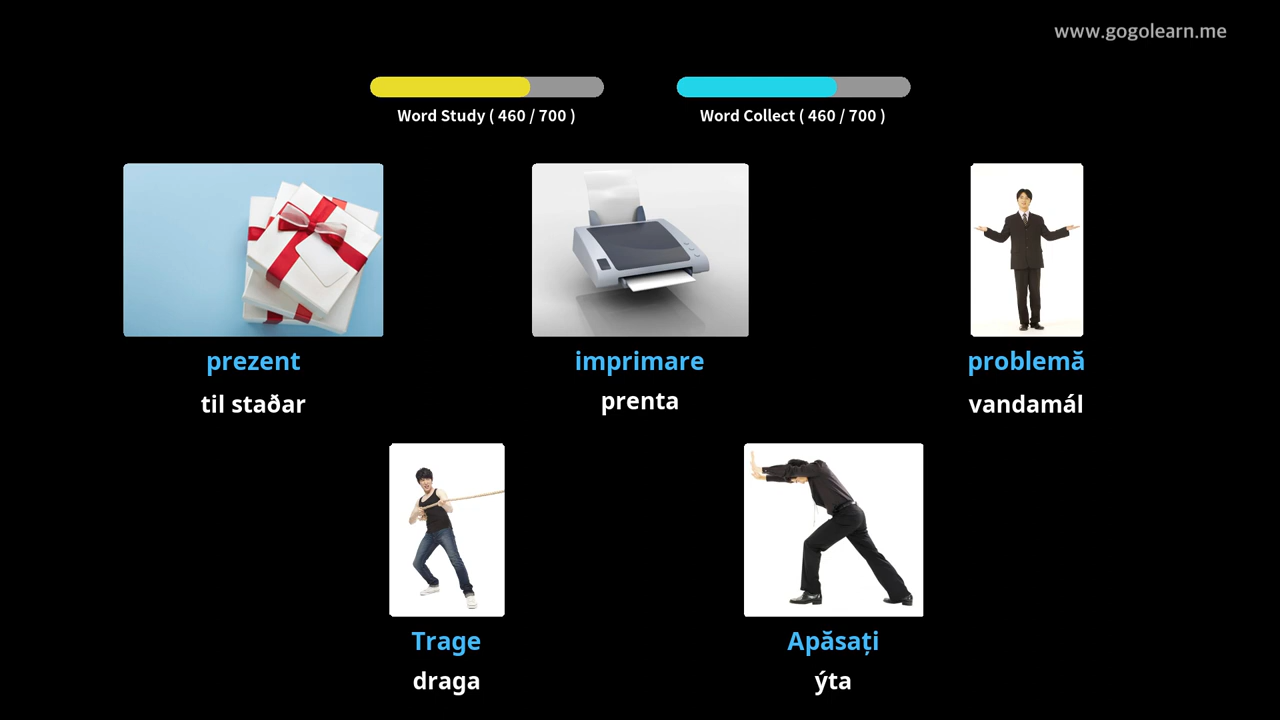 www.gogolearn.me
Word Study ( 460 / 700 )
Word Collect ( 460 / 700 )
prezent
til staðar
imprimare
prenta
problemă
vandamál
Trage
draga
Apăsați
ýta